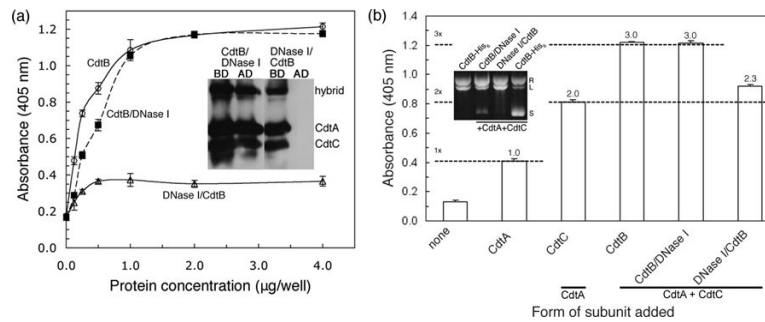 (a)
1.4
1.2
1.0
0.8
0.6
0.4
0.2
0.0
Absorbance (405 nm)
CdtB
CdtB/DNase I
DNase I/CdtB
CdtB/ DNase I/
DNase I CdtB
BD AD BD AD
hybrid
CdtA
CdtC
0.0 1.0 2.0 3.0 4.0
Protein concentration (µg/well)
(b)
1.4
1.2
1.0
0.8
0.6
0.4
0.2
0.0
Absorbance (405 nm)
3x
2x
1x
CdtB-His₆
CdtB/DNase I
DNase I/CdtB
CdtB-His₆
R
L
S
+CdtA+CdtC
1.0
2.0
3.0
3.0
2.3
none
CdtA
CdtC
CdtB
CdtB/DNase I
DNase I/CdtB
CdtA
CdtA + CdtC
Form of subunit added